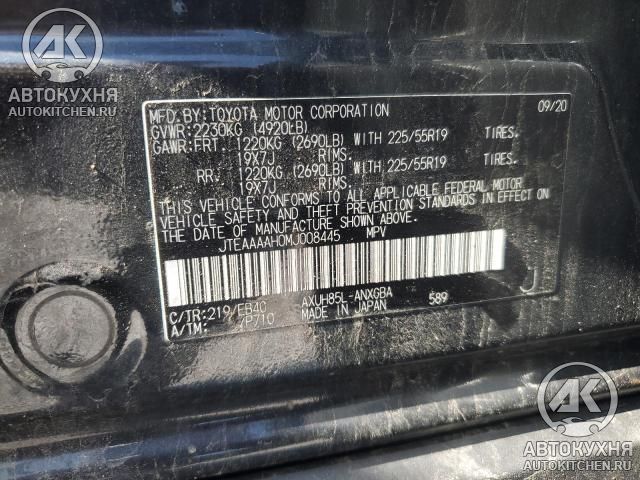 АК
АВТОКУХНЯ
AUTOKITCHEN.RU
MFD. BY:TOYOTA MOTOR CORPORATION 09/20
GVWR:2230KG (4920LB)
GAWR:FRT. 1220KG (2690LB) WITH 225/55R19 TIRES.
19X7J RIMS.
RR. 1220KG (2690LB) WITH 225/55R19 TIRES.
19X7J RIMS.
THIS VEHICLE CONFORMS TO ALL APPLICABLE FEDERAL MOTOR
VEHICLE SAFETY AND THEFT PREVENTION STANDARDS IN EFFECT ON
THE DATE OF MANUFACTURE SHOWN ABOVE.
JTEAAAAH0MJ008445 MPV
C/TR:219/EB40 AXUH85L-ANXGBA 589 J
A/TM: /P710 MADE IN JAPAN
АК
АВТОКУХНЯ
AUTOKITCHEN.RU